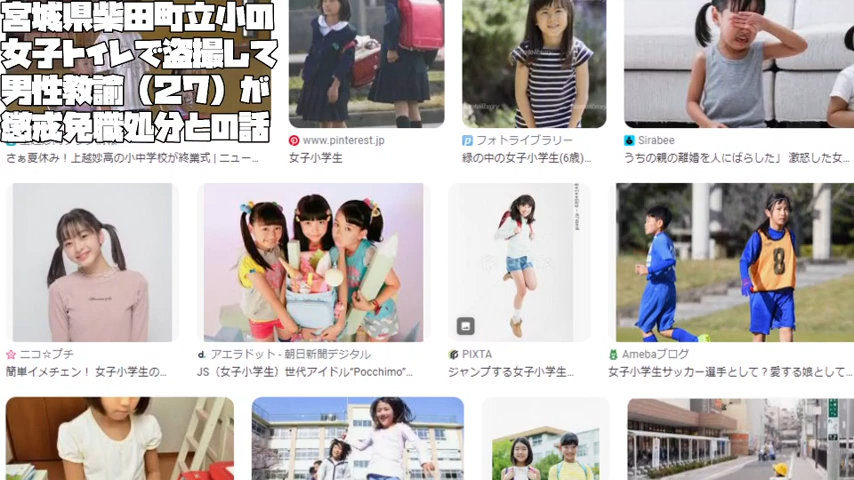 宮城県柴田町立小の
女子トイレで盗撮して
男性教諭（27）が
懲戒免職処分との話
さぁ夏休み！上越妙高の小中学校が終業式 | ニュー...
www.pinterest.jp
女子小学生
フォトライブラリー
緑の中の女子小学生(6歳)...
Sirabee
うちの親の離婚を人にばらした」 激怒した女...
ニコ☆プチ
簡単イメチェン！ 女子小学生の...
アエラドット - 朝日新聞デジタル
JS（女子小学生）世代アイドル"Pocchimo"...
PIXTA
ジャンプする女子小学生...
Amebaブログ
女子小学生サッカー選手として？愛する娘として...
8